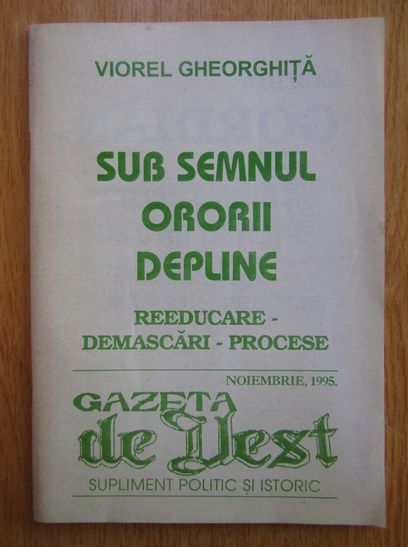 VIOREL GHEORGHIȚĂ
SUB SEMNUL
ORORII
DEPLINE
REEDUCARE -
DEMASCĂRI - PROCESE
NOIEMBRIE, 1995.
GAZETA
de Vest
SUPLIMENT POLITIC ȘI ISTORIC